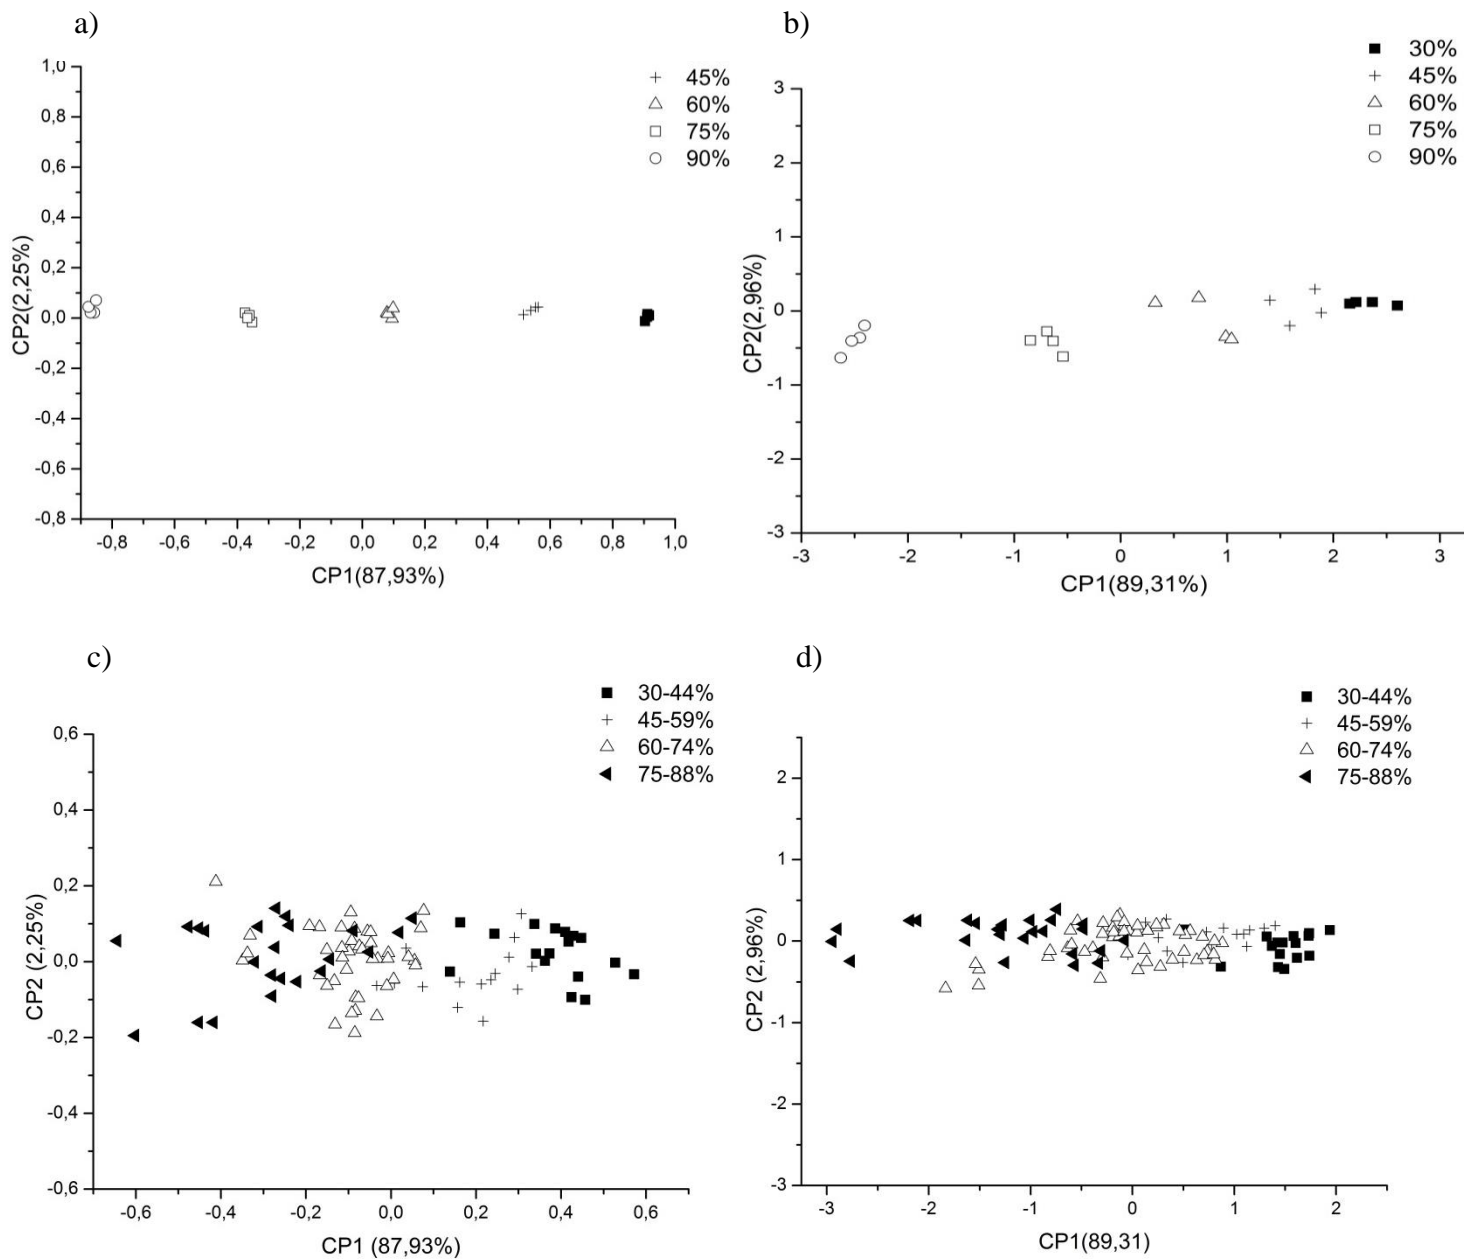 a)
1,0
0,8
0,6
0,4
0,2
0,0
-0,2
-0,4
-0,6
-0,8
CP2(2,25%)
-0,8 -0,6 -0,4 -0,2 0,0 0,2 0,4 0,6 0,8 1,0
CP1(87,93%)
45%
60%
75%
90%
b)
3
2
1
0
-1
-2
-3
CP2(2,96%)
-3 -2 -1 0 1 2 3
CP1(89,31%)
30%
45%
60%
75%
90%
c)
30-44%
45-59%
60-74%
75-88%
0,6
0,4
0,2
0,0
-0,2
-0,4
-0,6
CP2 (2,25%)
-0,6 -0,4 -0,2 0,0 0,2 0,4 0,6
CP1 (87,93%)
d)
30-44%
45-59%
60-74%
75-88%
2
1
0
-1
-2
-3
CP2 (2,96%)
-3 -2 -1 0 1 2
CP1(89,31)